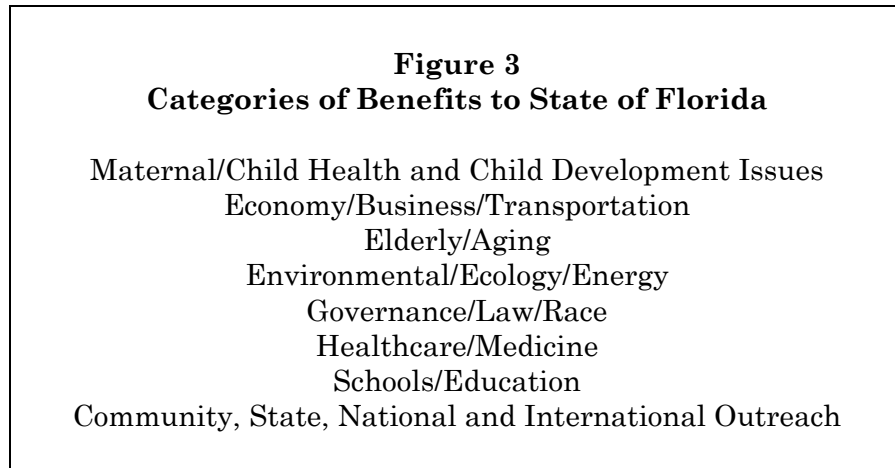 Figure 3
Categories of Benefits to State of Florida
Maternal/Child Health and Child Development Issues
Economy/Business/Transportation
Elderly/Aging
Environmental/Ecology/Energy
Governance/Law/Race
Healthcare/Medicine
Schools/Education
Community, State, National and International Outreach